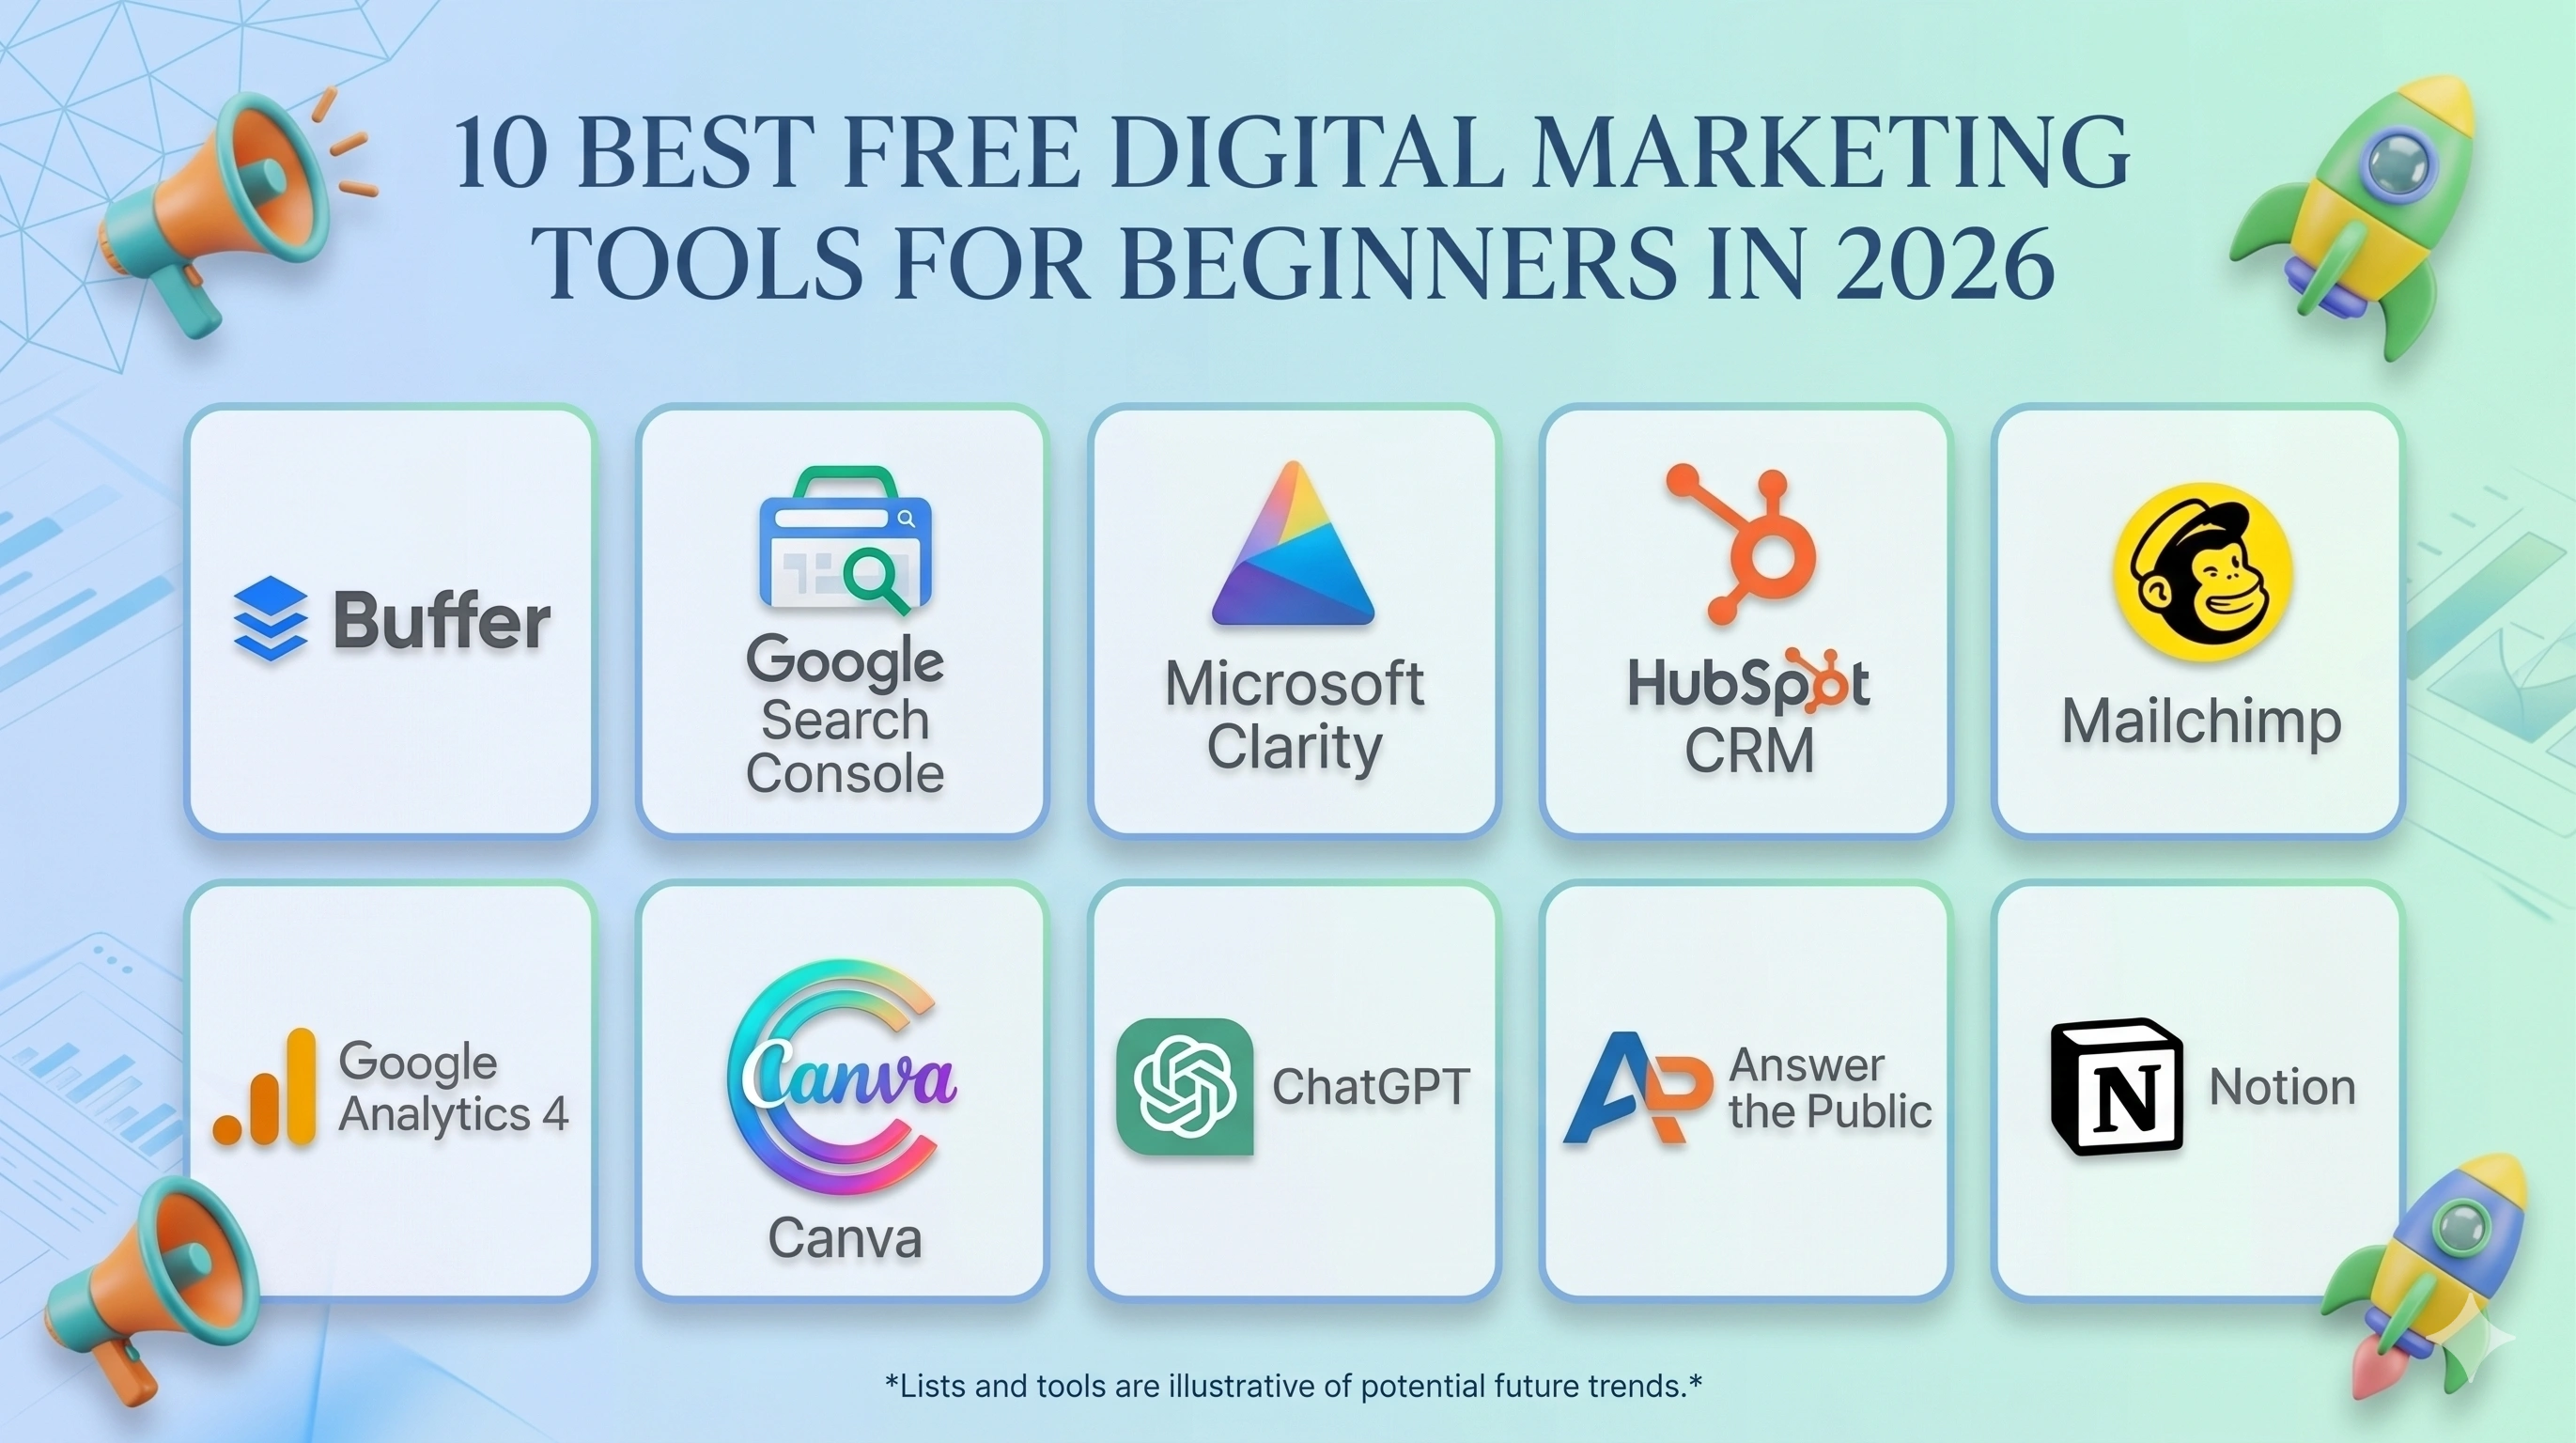 10 BEST FREE DIGITAL MARKETING
TOOLS FOR BEGINNERS IN 2026
Buffer
Google
Search
Console
Microsoft
Clarity
HubSpot
CRM
Mailchimp
Google
Analytics 4
Canva
Canva
ChatGPT
AP
Answer
the Public
N
Notion
*Lists and tools are illustrative of potential future trends.*